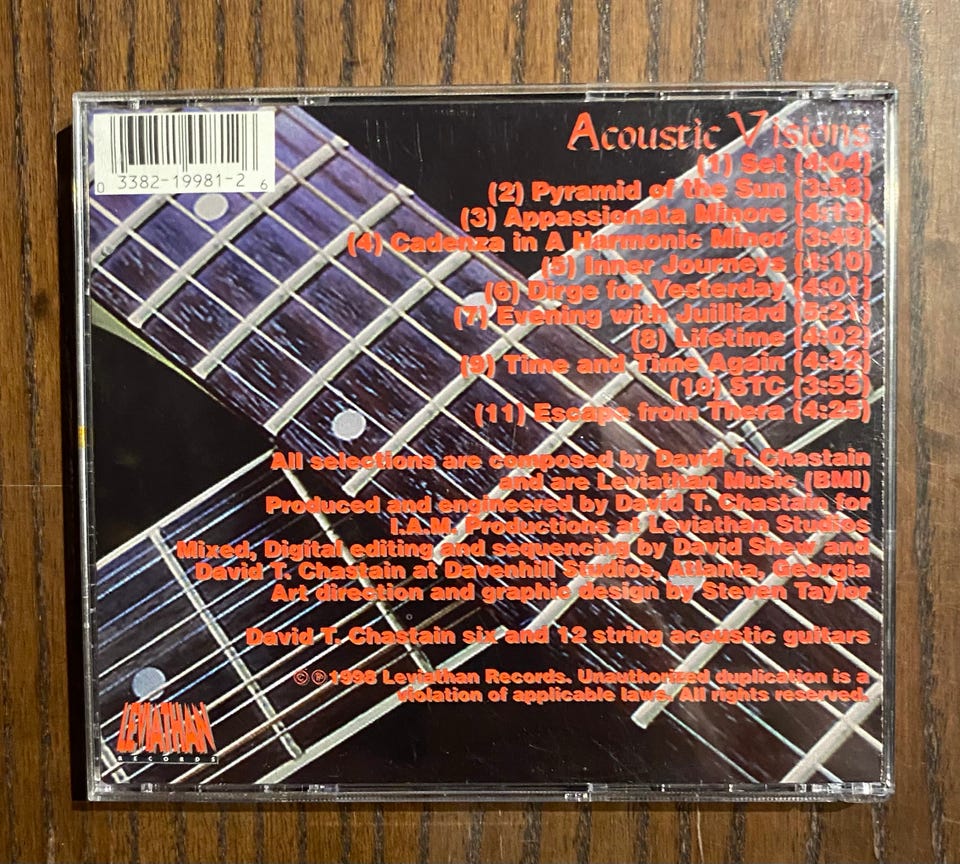 0 3382-19981-2 6
Acoustic Visions
(1) Set (4:04)
(2) Pyramid of the Sun (3:58)
(3) Appassionata Minore (4:19)
(4) Cadenza in A Harmonic Minor (3:49)
(5) Inner Journeys (4:10)
(6) Dirge for Yesterday (4:01)
(7) Evening with Juilliard (5:21)
(8) Lifetime (4:02)
(9) Time and Time Again (4:32)
(10) STC (3:55)
(11) Escape from Thera (4:25)
All selections are composed by David T. Chastain
and are Leviathan Music (BMI)
Produced and engineered by David T. Chastain for
I.A.M. Productions at Leviathan Studios
Mixed, Digital editing and sequencing by David Shew and
David T. Chastain at Davenhill Studios, Atlanta, Georgia
Art direction and graphic design by Steven Taylor
David T. Chastain six and 12 string acoustic guitars
©℗1998 Leviathan Records. Unauthorized duplication is a
violation of applicable laws. All rights reserved.
LEVIATHAN
RECORDS